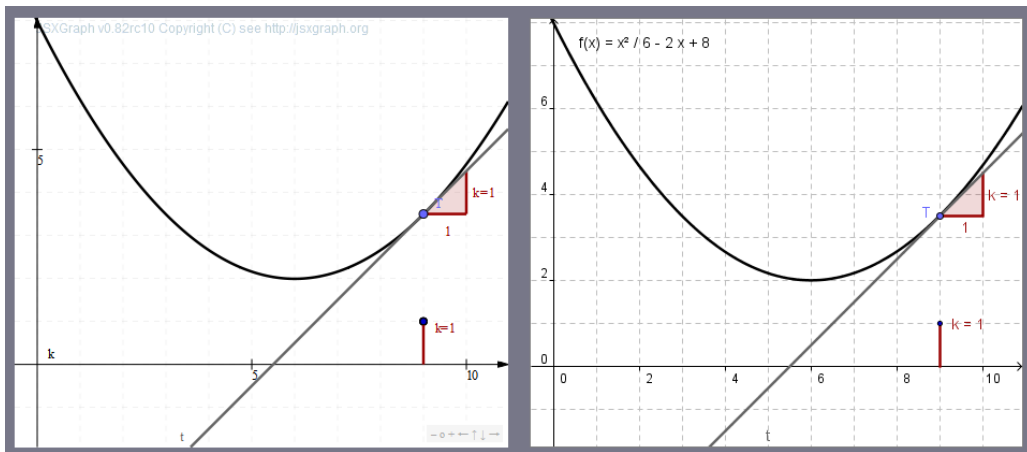 JSXGraph v0.82rc10 Copyright (C) see http://jsxgraph.org
5
T
k=1
1
k=1
k
5
10
t
− o + ← ↑ ↓ →
f(x) = x² / 6 - 2 x + 8
6
4
T
k = 1
1
2
k = 1
0
0
2
4
6
8
10
t